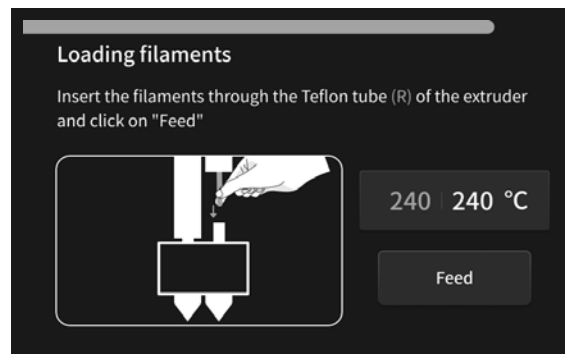 Loading filaments
Insert the filaments through the Teflon tube (R) of the extruder
and click on "Feed"
240 | 240 °C
Feed